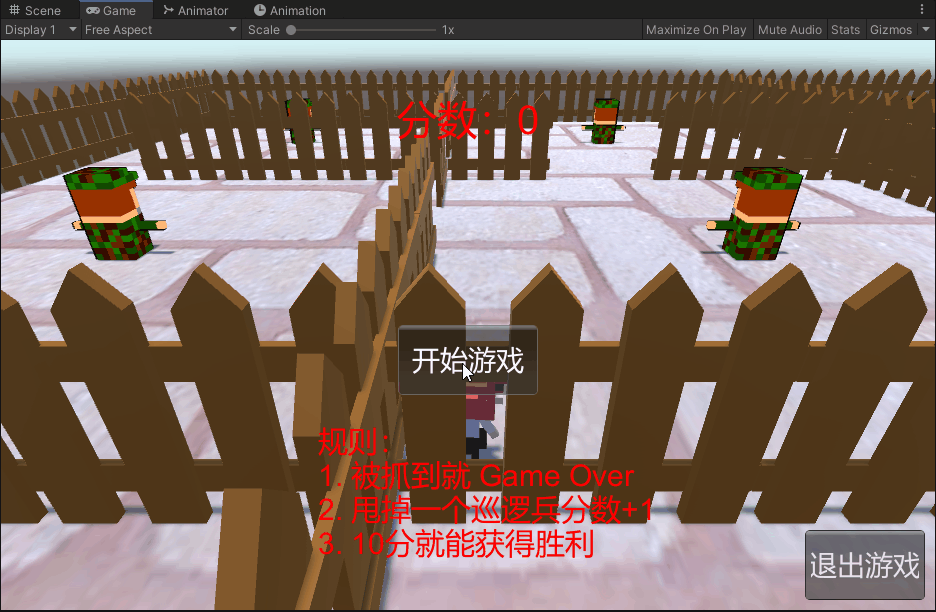 Scene Game Animator Animation
Display 1 Free Aspect Scale 1x Maximize On Play Mute Audio Stats Gizmos
分数：0
开始游戏
规则：
1. 被抓到就 Game Over
2. 甩掉一个巡逻兵分数+1
3. 10分就能获得胜利
退出游戏